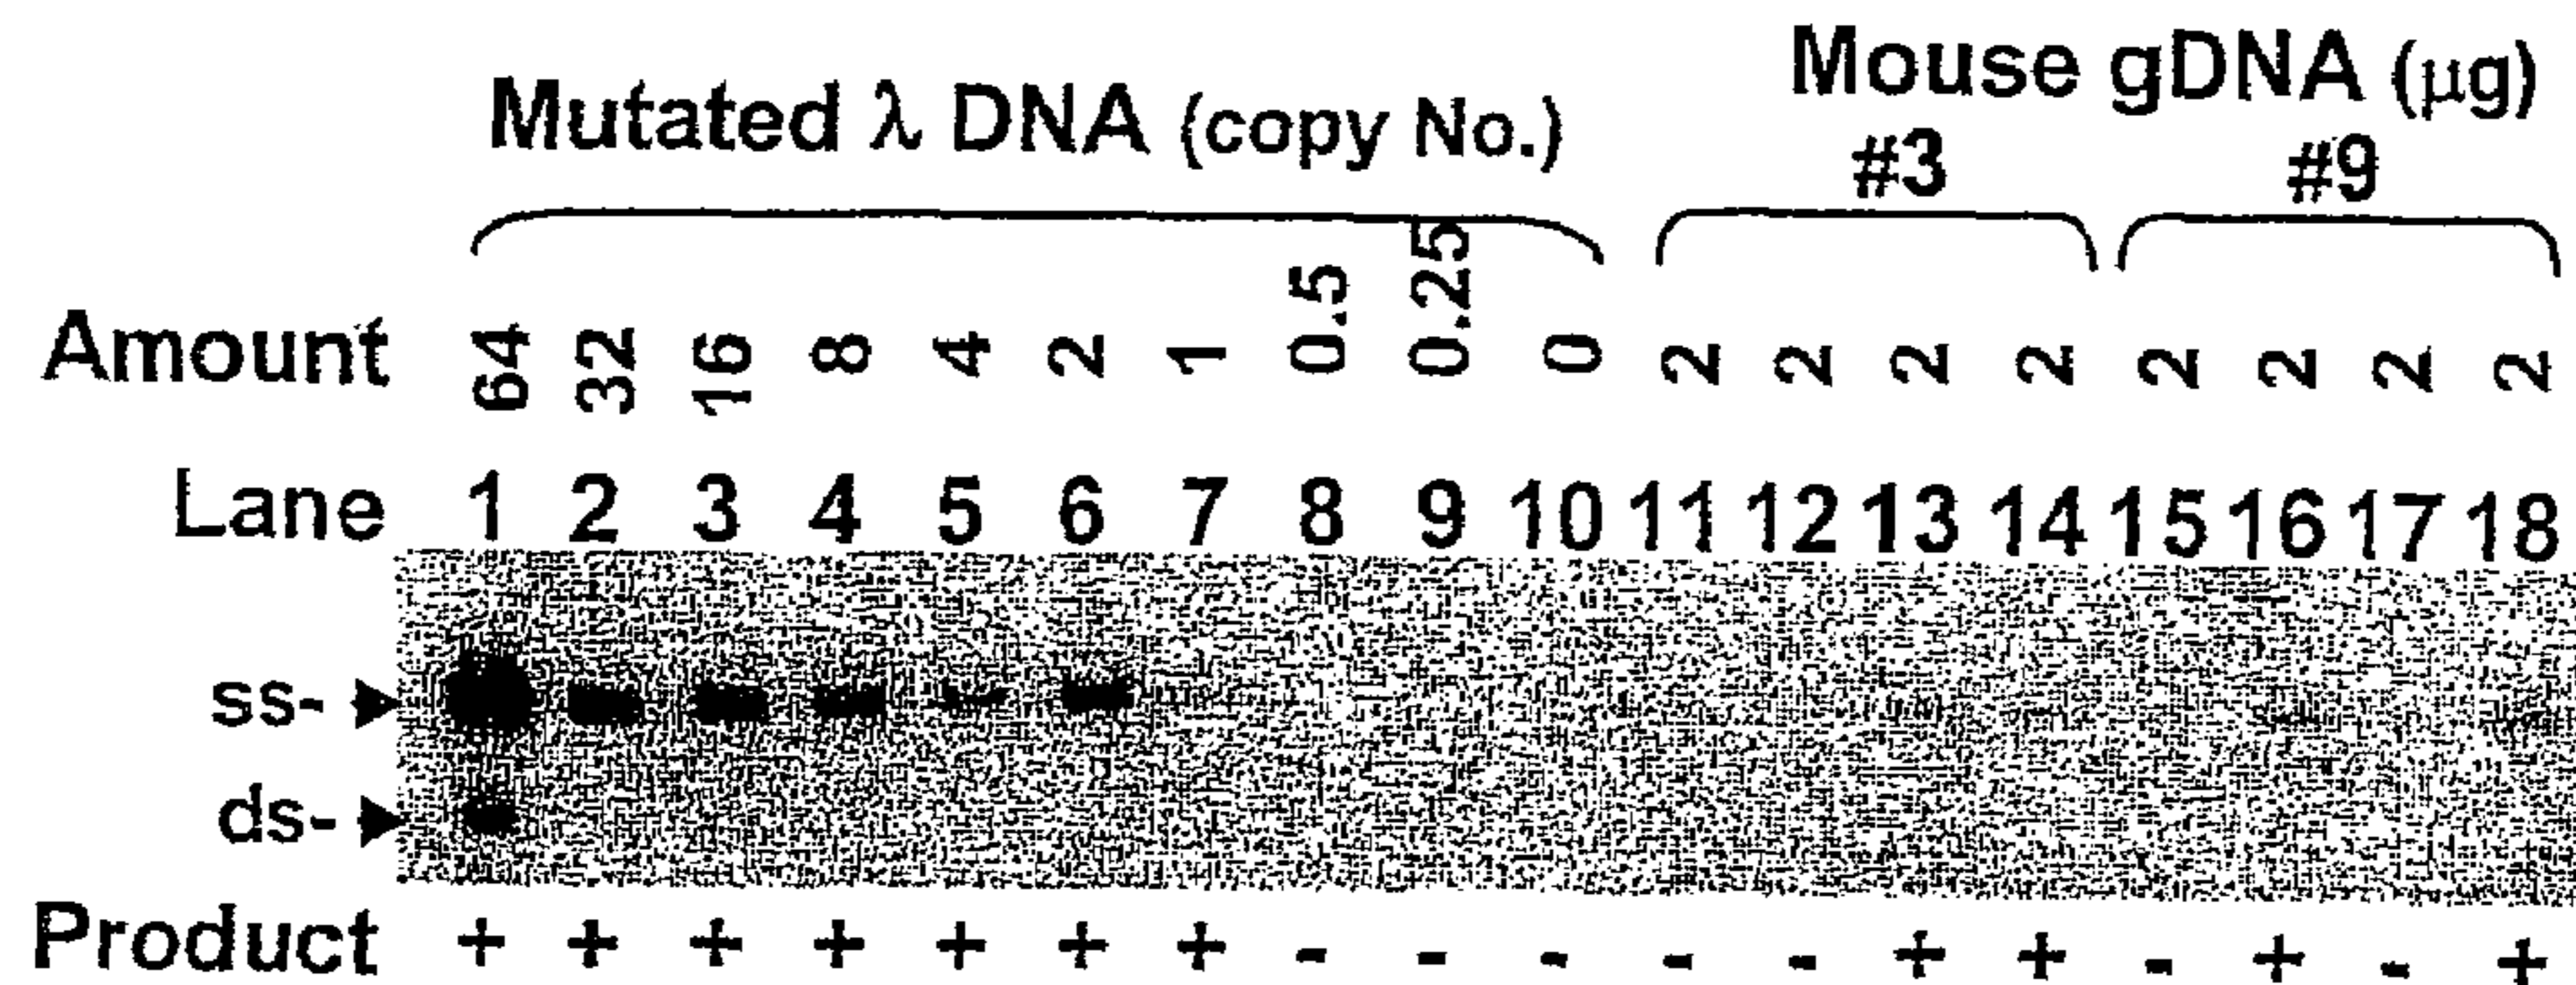 Mouse gDNA (μg)
Mutated λ DNA (copy No.)
#3 #9
Amount 64 32 16 8 4 2 1 0.5 0.25 0 2 2 2 2 2 2 2 2
Lane 1 2 3 4 5 6 7 8 9 10 11 12 13 14 15 16 17 18
ss-
ds-
Product + + + + + + + - - - - - + + - + - +